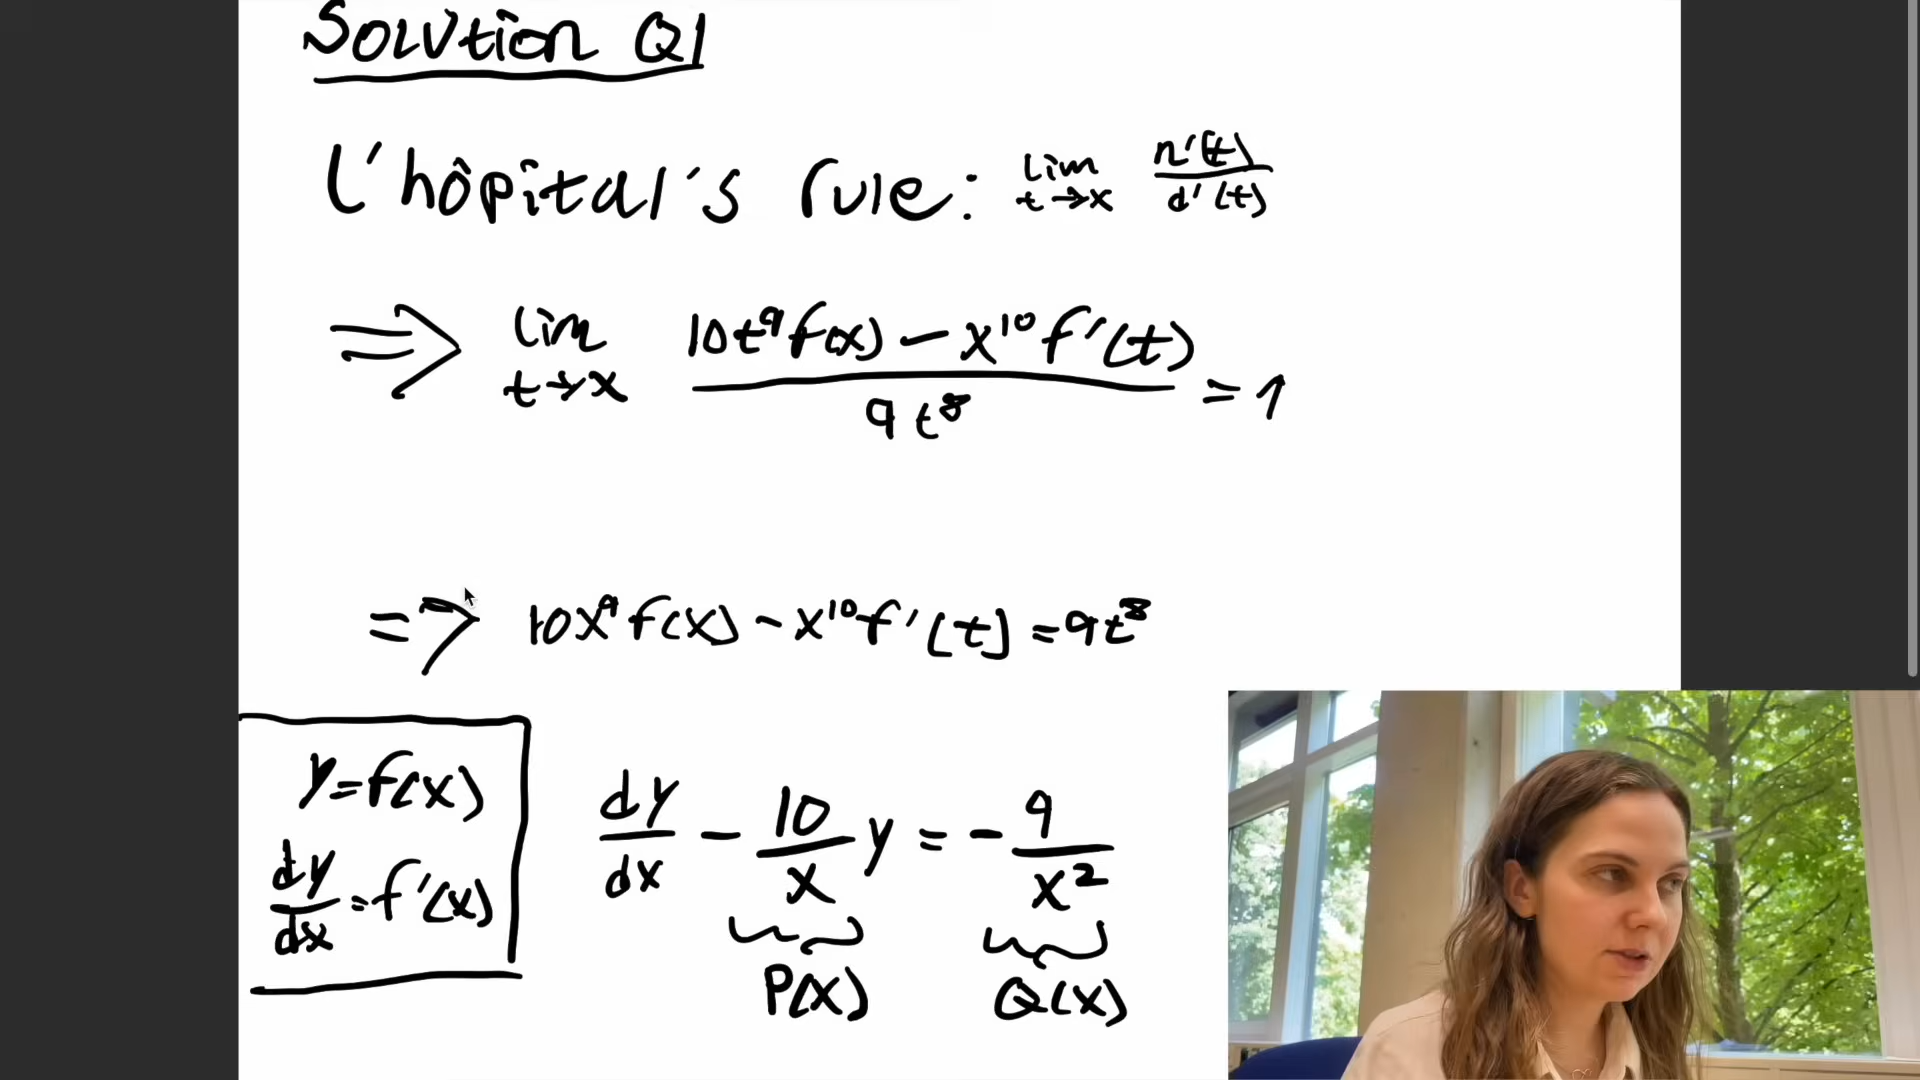 Solution Q1
L'hôpital's rule: lim t→x n'(t)/d'(t)
⇒ lim t→x (10t⁹f(x) − x¹⁰f'(t))/(9t⁸) = 1
⇒ 10x⁹f(x) − x¹⁰f'(t) = 9t⁸
y=f(x)
dy/dx = f'(x)
dy/dx − 10/x y = − 9/x²
P(x) Q(x)